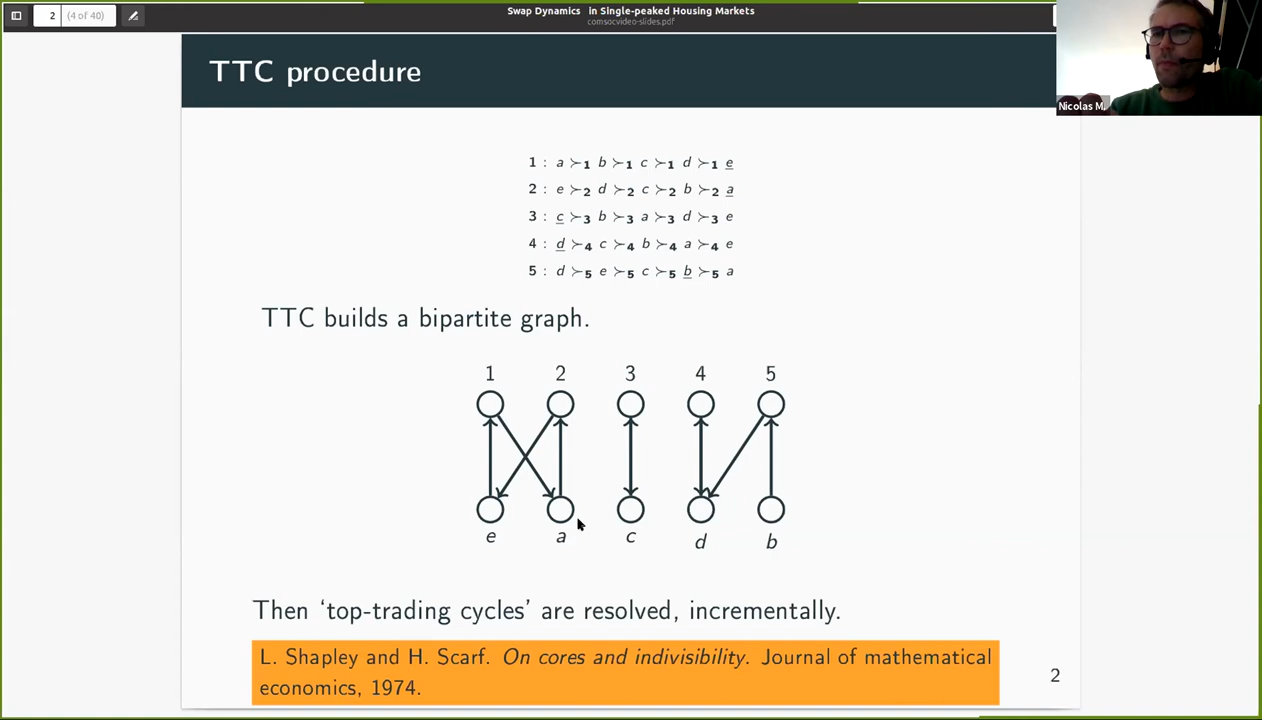 2 (4 of 40)
Swap Dynamics in Single-peaked Housing Markets
comsocvideo-slides.pdf
Nicolas M.
TTC procedure
1 : a ≻₁ b ≻₁ c ≻₁ d ≻₁ e
2 : e ≻₂ d ≻₂ c ≻₂ b ≻₂ a
3 : c ≻₃ b ≻₃ a ≻₃ d ≻₃ e
4 : d ≻₄ c ≻₄ b ≻₄ a ≻₄ e
5 : d ≻₅ e ≻₅ c ≻₅ b ≻₅ a
TTC builds a bipartite graph.
1 2 3 4 5
e a c d b
Then ‘top-trading cycles’ are resolved, incrementally.
L. Shapley and H. Scarf. On cores and indivisibility. Journal of mathematical
economics, 1974.
2